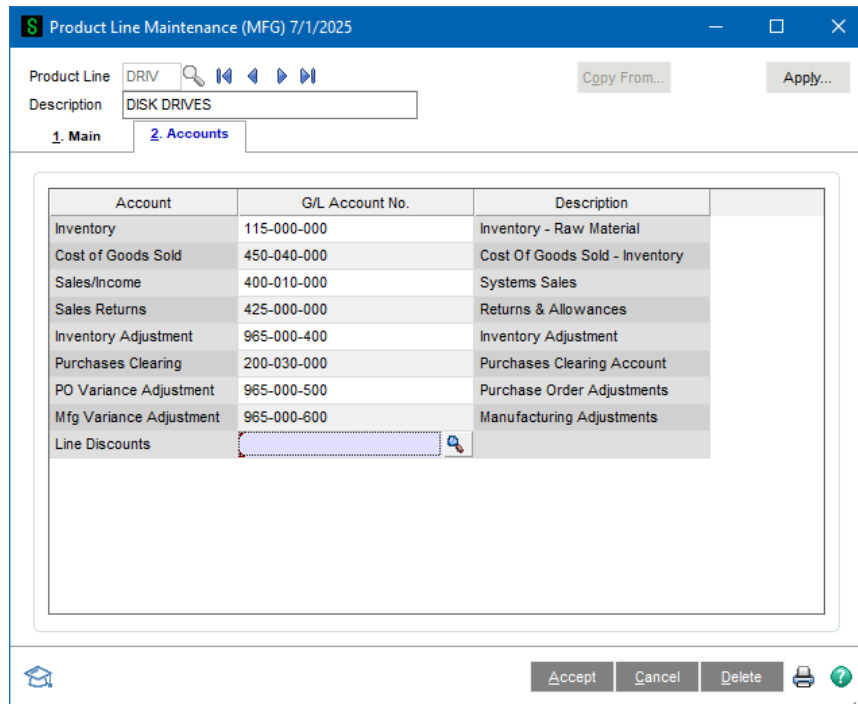 S Product Line Maintenance (MFG) 7/1/2025
Product Line DRIV Copy From... Apply...
Description DISK DRIVES
1. Main 2. Accounts
Account G/L Account No. Description
Inventory 115-000-000 Inventory - Raw Material
Cost of Goods Sold 450-040-000 Cost Of Goods Sold - Inventory
Sales/Income 400-010-000 Systems Sales
Sales Returns 425-000-000 Returns & Allowances
Inventory Adjustment 965-000-400 Inventory Adjustment
Purchases Clearing 200-030-000 Purchases Clearing Account
PO Variance Adjustment 965-000-500 Purchase Order Adjustments
Mfg Variance Adjustment 965-000-600 Manufacturing Adjustments
Line Discounts
Accept Cancel Delete ?